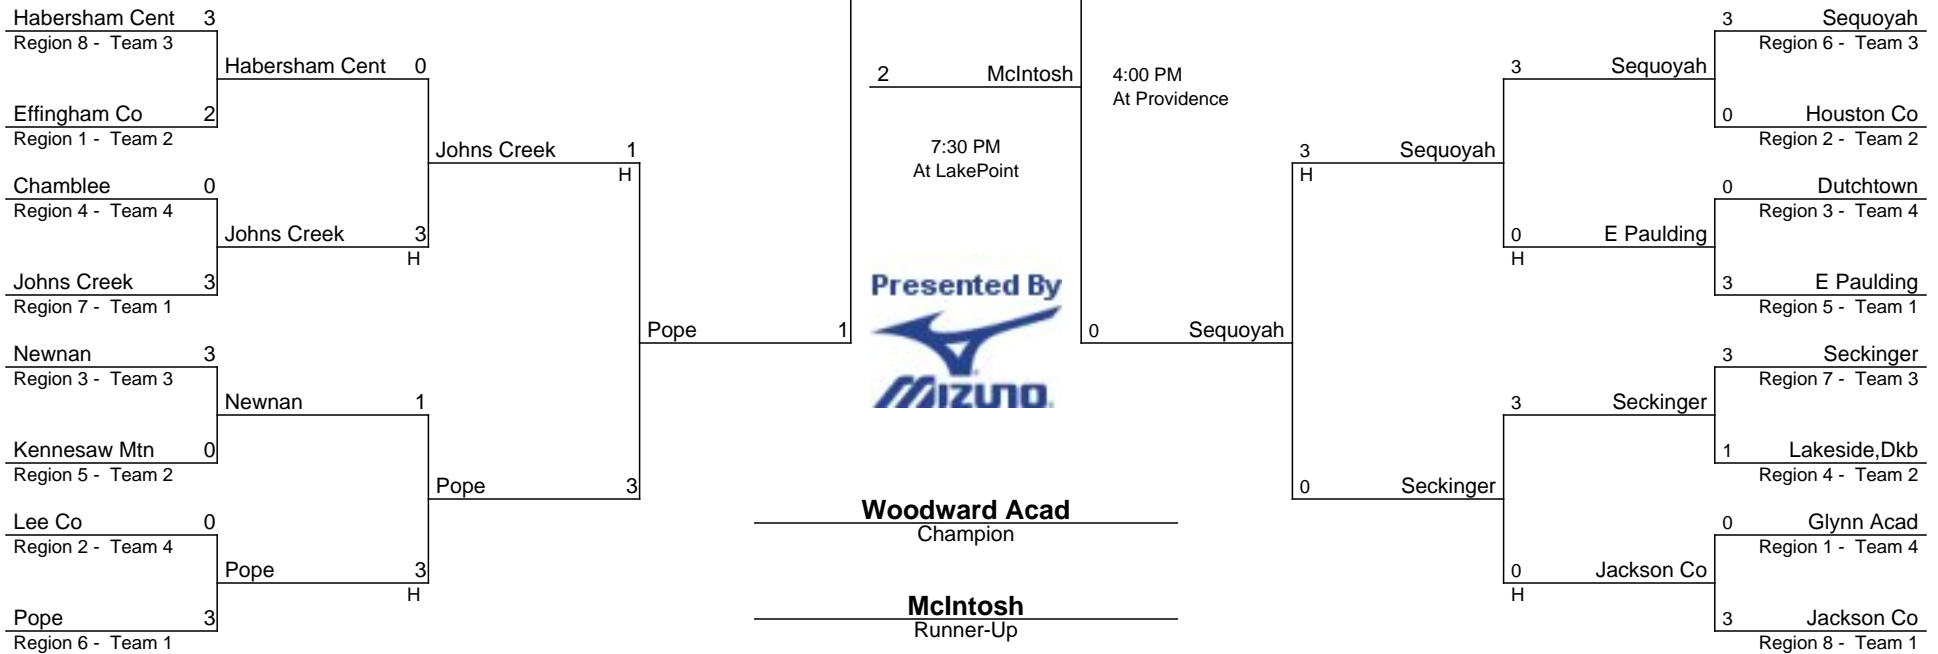 Habersham Cent 3
Region 8 - Team 3
Habersham Cent 0
Effingham Co 2
Region 1 - Team 2
Johns Creek 1
H
Chamblee 0
Region 4 - Team 4
Johns Creek 3
H
Johns Creek 3
Region 7 - Team 1
Pope 1
Newnan 3
Region 3 - Team 3
Newnan 1
Kennesaw Mtn 0
Region 5 - Team 2
Pope 3
Lee Co 0
Region 2 - Team 4
Pope 3
H
Pope 3
Region 6 - Team 1
2 McIntosh
4:00 PM
At Providence
7:30 PM
At LakePoint
Presented By
MIZUNO
Woodward Acad
Champion
McIntosh
Runner-Up
3 Sequoyah
Region 6 - Team 3
3 Sequoyah
0 Houston Co
Region 2 - Team 2
3 Sequoyah
H
0 Dutchtown
Region 3 - Team 4
0 E Paulding
H
3 E Paulding
Region 5 - Team 1
0 Sequoyah
3 Seckinger
Region 7 - Team 3
3 Seckinger
1 Lakeside,Dkb
Region 4 - Team 2
0 Seckinger
0 Glynn Acad
Region 1 - Team 4
0 Jackson Co
H
3 Jackson Co
Region 8 - Team 1